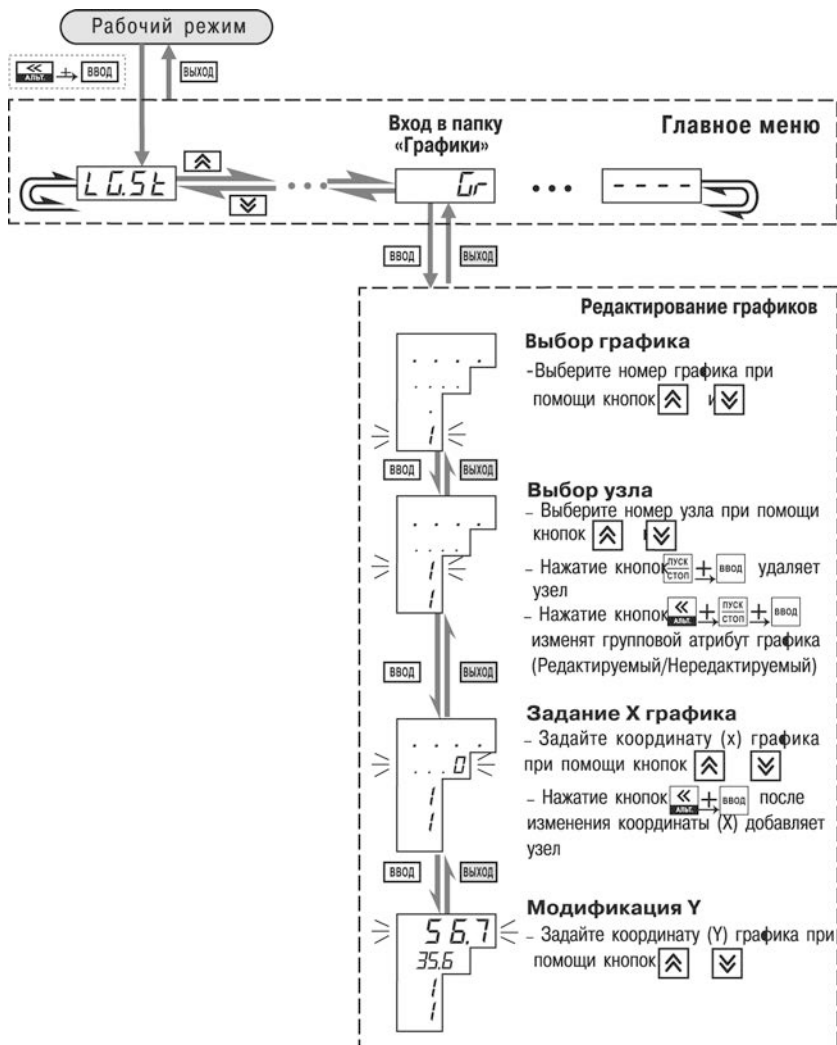 Рабочий режим
АЛЬТ. + ВВОД ВЫХОД
Вход в папку
«Графики»
Главное меню
LG.St ... Gr ... - - - -
ВВОД ВЫХОД
Редактирование графиков
Выбор графика
-Выберите номер графика при
помощи кнопок и
. . . .
. . . .
.
1
ВВОД ВЫХОД
Выбор узла
– Выберите номер узла при помощи
кнопок
– Нажатие кнопок ПУСК СТОП + ВВОД удаляет
узел
– Нажатие кнопок АЛЬТ. + ПУСК СТОП + ВВОД
изменят групповой атрибут графика
(Редактируемый/Нередактируемый)
. . . .
. . . .
1
1
ВВОД ВЫХОД
Задание X графика
– Задайте координату (x) графика
при помощи кнопок
– Нажатие кнопок АЛЬТ. + ВВОД после
изменения координаты (X) добавляет
узел
. . . .
. . . 0
1
1
ВВОД ВЫХОД
Модификация Y
– Задайте координату (Y) графика при
помощи кнопок
56.7
35.6
1
1